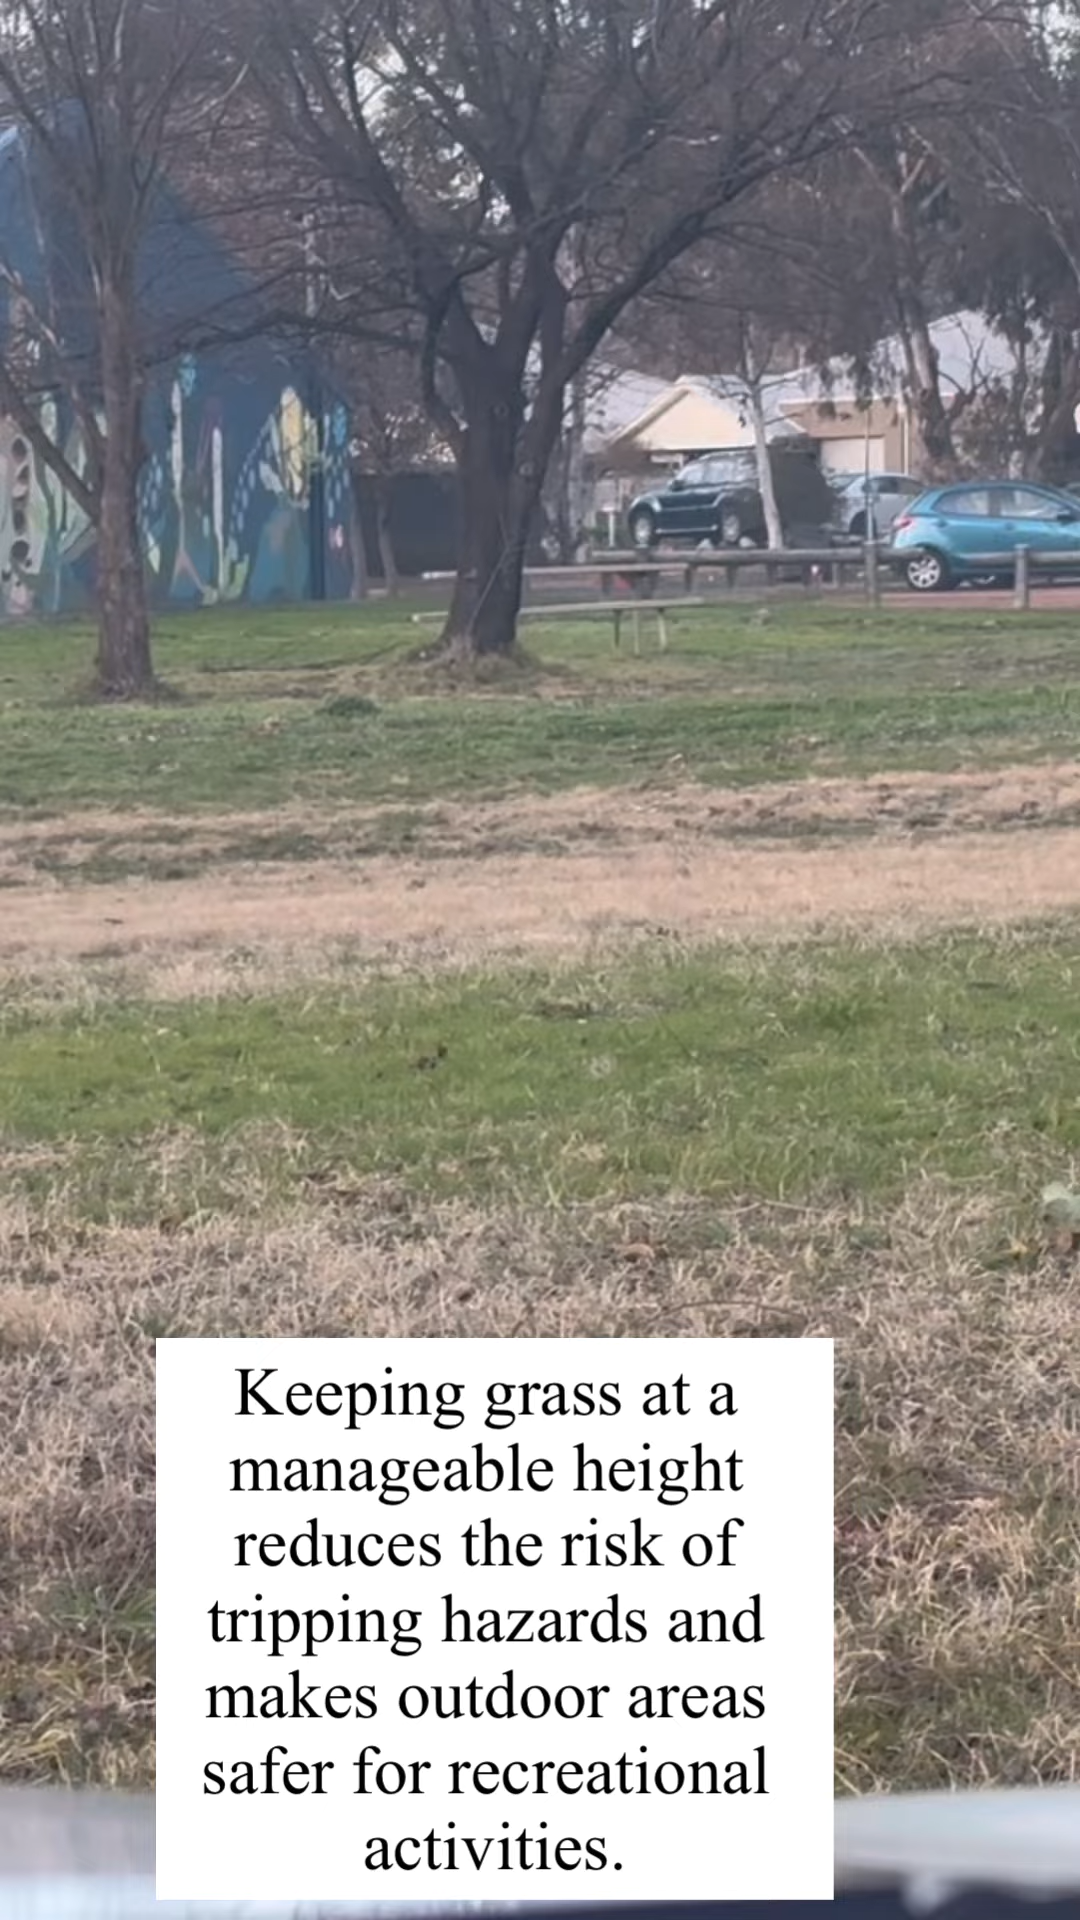 Keeping grass at a
manageable height
reduces the risk of
tripping hazards and
makes outdoor areas
safer for recreational
activities.